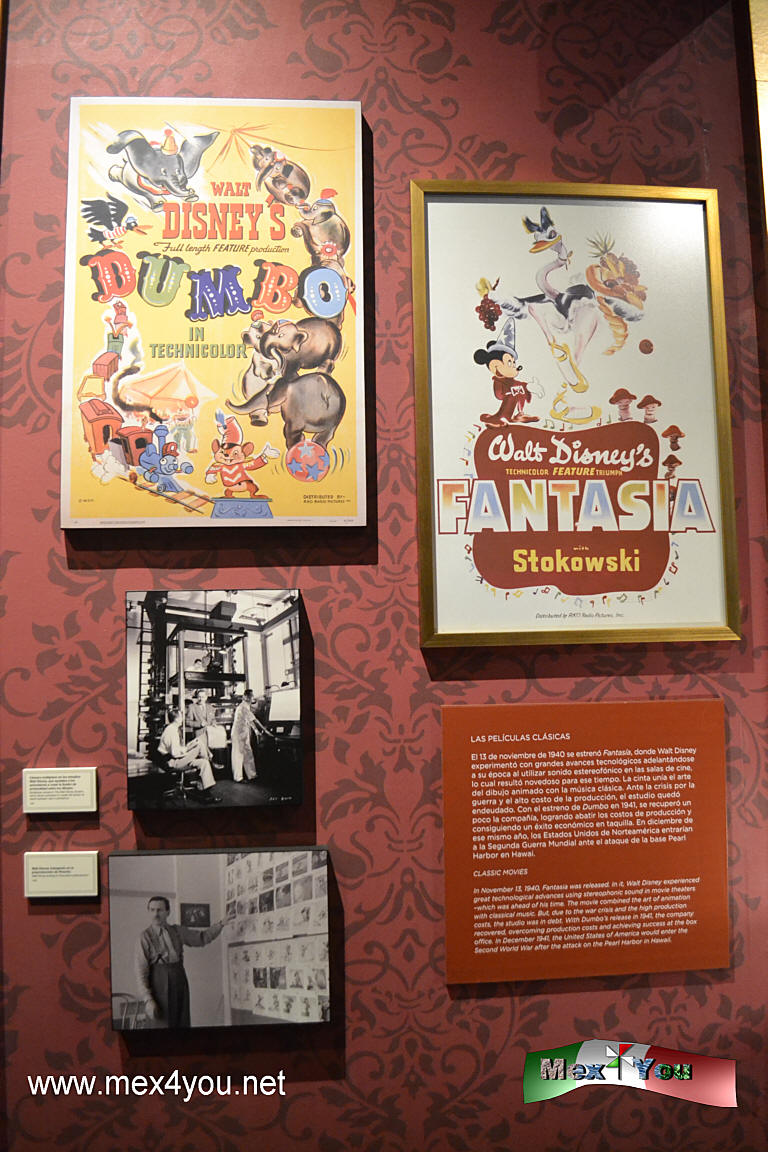 WALT
DISNEY'S
Full length FEATURE production
DUMBO
IN
TECHNICOLOR
DISTRIBUTED BY
RKO RADIO PICTURES
Walt Disney's
TECHNICOLOR FEATURE TRIUMPH
FANTASIA
with
Stokowski
Distributed by RKO Radio Pictures, Inc.
LAS PELÍCULAS CLÁSICAS
El 13 de noviembre de 1940 se estrenó Fantasía, donde Walt Disney
experimentó con grandes avances tecnológicos adelantándose
a su época al utilizar sonido estereofónico en las salas de cine,
lo cual resultó novedoso para ese tiempo. La cinta unía el arte
del dibujo animado con la música clásica. Ante la crisis por la
guerra y el alto costo de la producción, el estudio quedó
endeudado. Con el estreno de Dumbo en 1941, se recuperó un
poco la compañía, logrando abatir los costos de producción y
consiguiendo un éxito económico en taquilla. En diciembre de
ese mismo año, los Estados Unidos de Norteamérica entrarían
a la Segunda Guerra Mundial ante el ataque de la base Pearl
Harbor en Hawai.
CLASSIC MOVIES
In November 13, 1940, Fantasia was released. In it, Walt Disney experienced
great technological advances using stereophonic sound in movie theaters
-which was ahead of his time. The movie combined the art of animation
with classical music. But, due to the war crisis and the high production
costs, the studio was in debt. With Dumbo's release in 1941, the company
recovered, overcoming production costs and achieving success at the box
office. In December 1941, the United States of America would enter the
Second World War after the attack on the Pearl Harbor in Hawaii.
www.mex4you.net
Mex4You